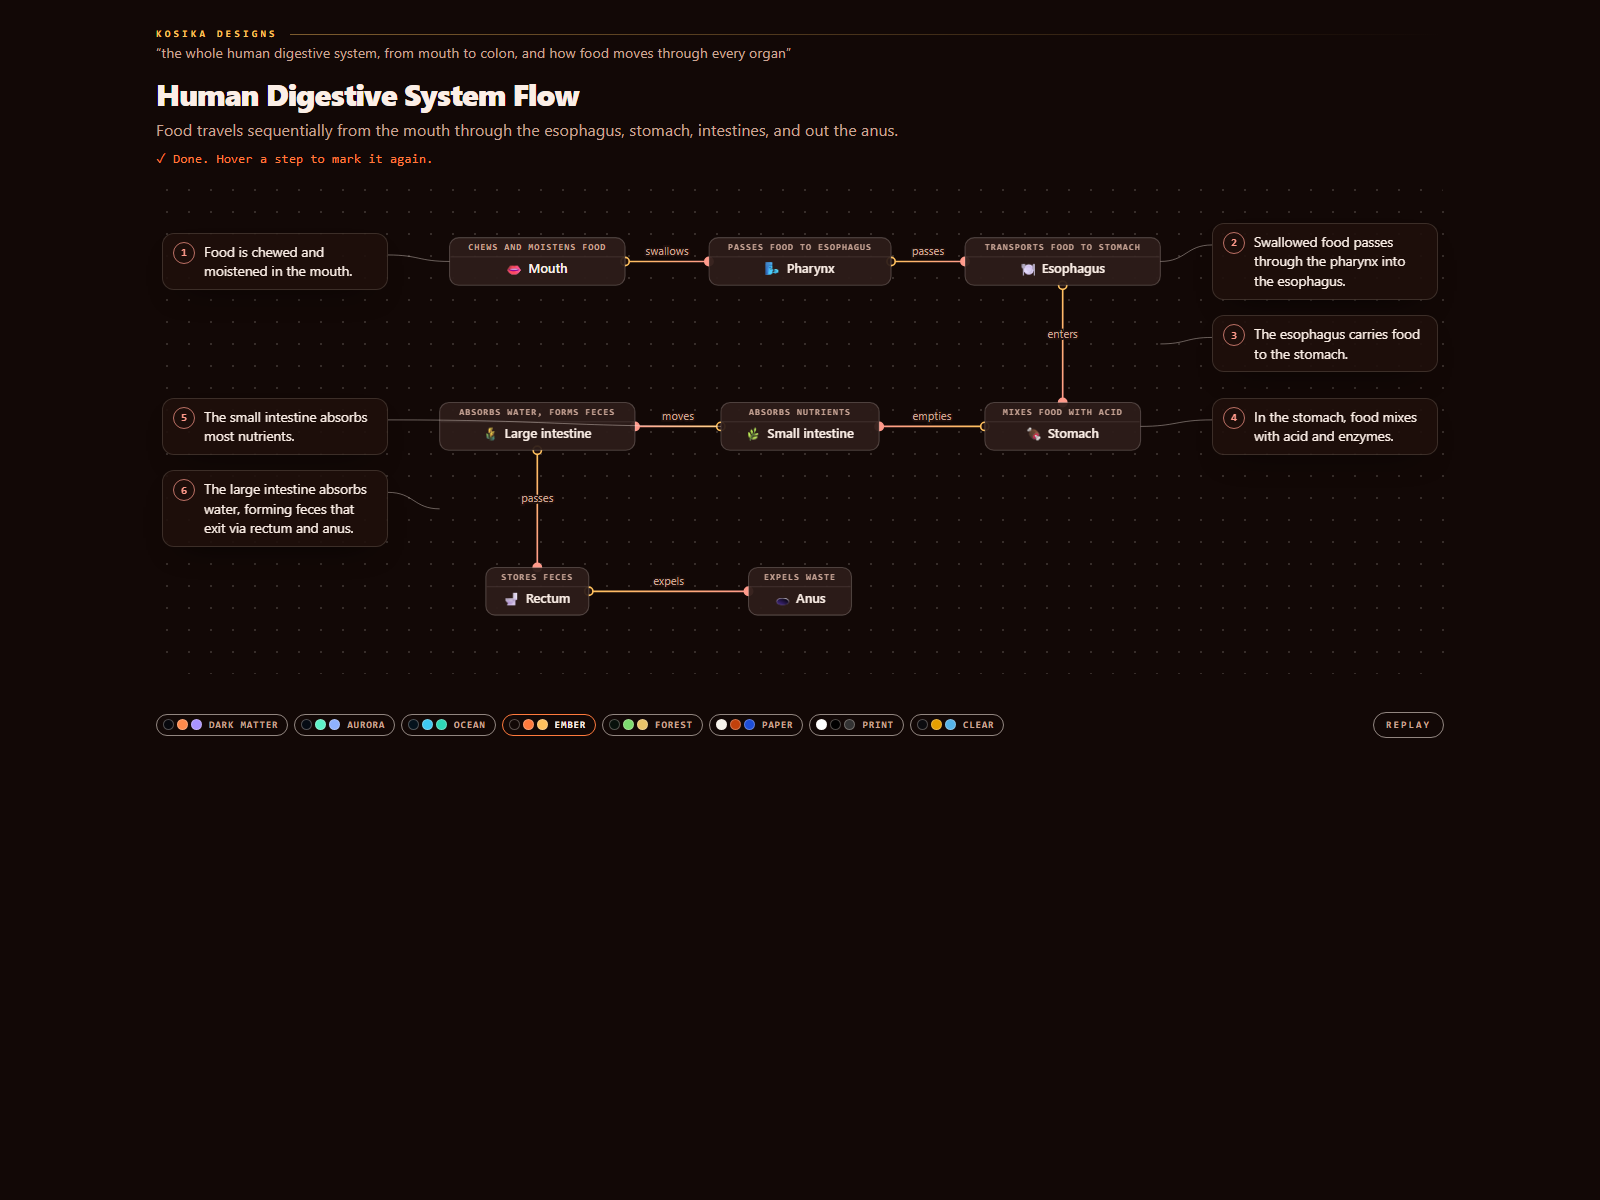 KOSIKA DESIGNS
“the whole human digestive system, from mouth to colon, and how food moves through every organ”
Human Digestive System Flow
Food travels sequentially from the mouth through the esophagus, stomach, intestines, and out the anus.
✓ Done. Hover a step to mark it again.
1
Food is chewed and
moistened in the mouth.
CHEWS AND MOISTENS FOOD
Mouth
swallows
PASSES FOOD TO ESOPHAGUS
Pharynx
passes
TRANSPORTS FOOD TO STOMACH
Esophagus
2
Swallowed food passes
through the pharynx into
the esophagus.
enters
3
The esophagus carries food
to the stomach.
5
The small intestine absorbs
most nutrients.
ABSORBS WATER, FORMS FECES
Large intestine
moves
ABSORBS NUTRIENTS
Small intestine
empties
MIXES FOOD WITH ACID
Stomach
4
In the stomach, food mixes
with acid and enzymes.
6
The large intestine absorbs
water, forming feces that
exit via rectum and anus.
passes
STORES FECES
Rectum
expels
EXPELS WASTE
Anus
DARK MATTER
AURORA
OCEAN
EMBER
FOREST
PAPER
PRINT
CLEAR
REPLAY